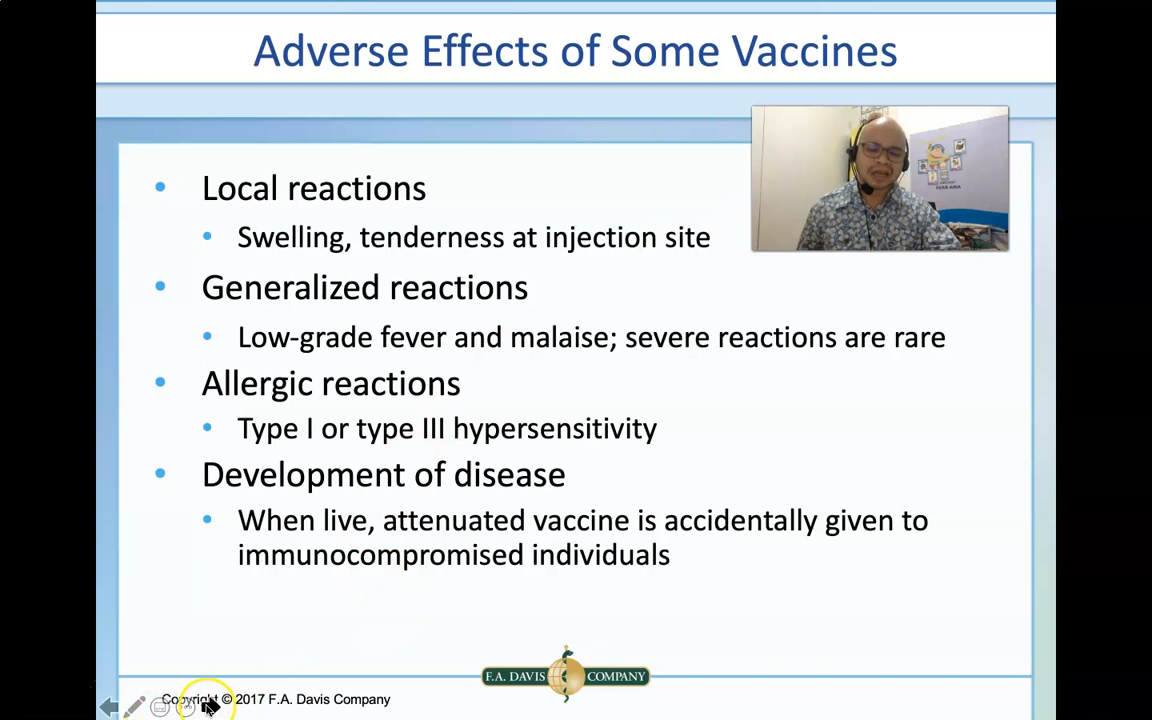 Adverse Effects of Some Vaccines
• Local reactions
• Swelling, tenderness at injection site
• Generalized reactions
• Low-grade fever and malaise; severe reactions are rare
• Allergic reactions
• Type I or type III hypersensitivity
• Development of disease
• When live, attenuated vaccine is accidentally given to
immunocompromised individuals
F.A. DAVIS COMPANY
Copyright © 2017 F.A. Davis Company